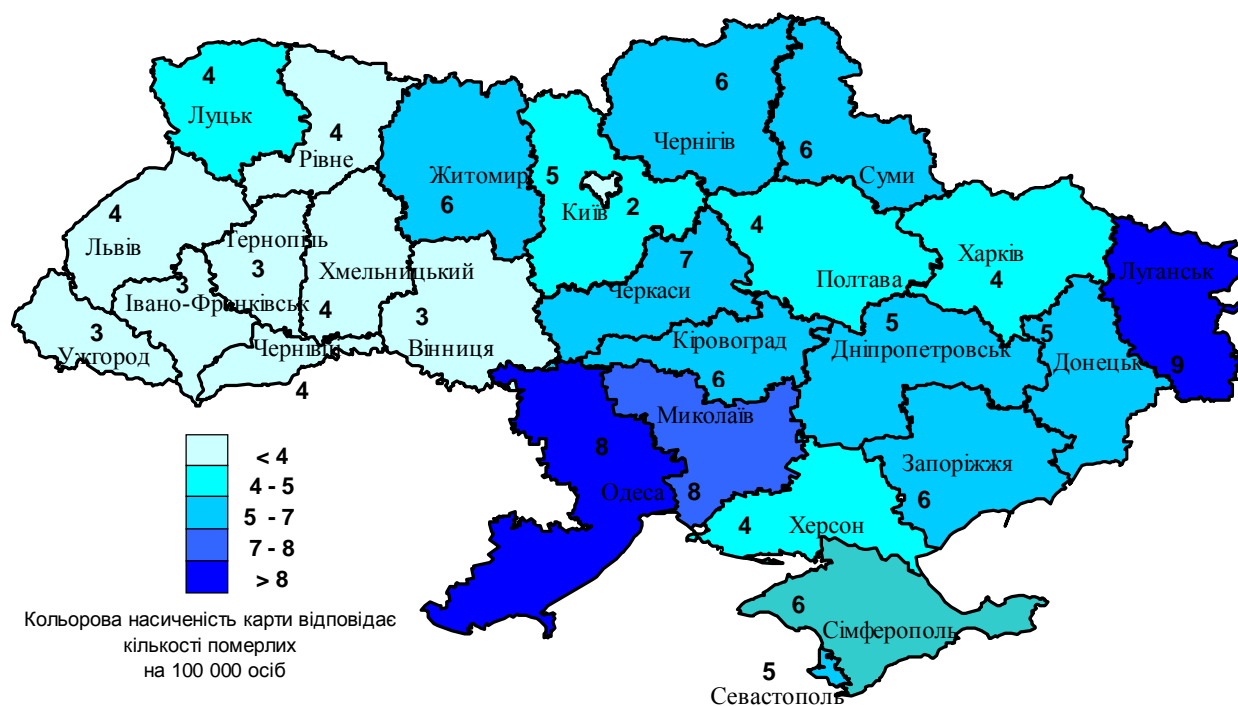 4
Луцьк
4
Рівне
6
Чернігів
6
Суми
Житомир
6
5
Київ
2
4
Львів
Тернопіль
3
3
Івано-Франківськ
Хмельницький
4
3
Вінниця
3
Ужгород
Чернівці
4
4
Полтава
Харків
4
Луганськ
9
7
Черкаси
Кіровоград
6
5
Дніпропетровськ
5
Донецьк
Миколаїв
8
8
Одеса
Запоріжжя
6
4
Херсон
6
Сімферополь
5
Севастополь
< 4
4 - 5
5 - 7
7 - 8
> 8
Кольорова насиченість карти відповідає
кількості померлих
на 100 000 осіб